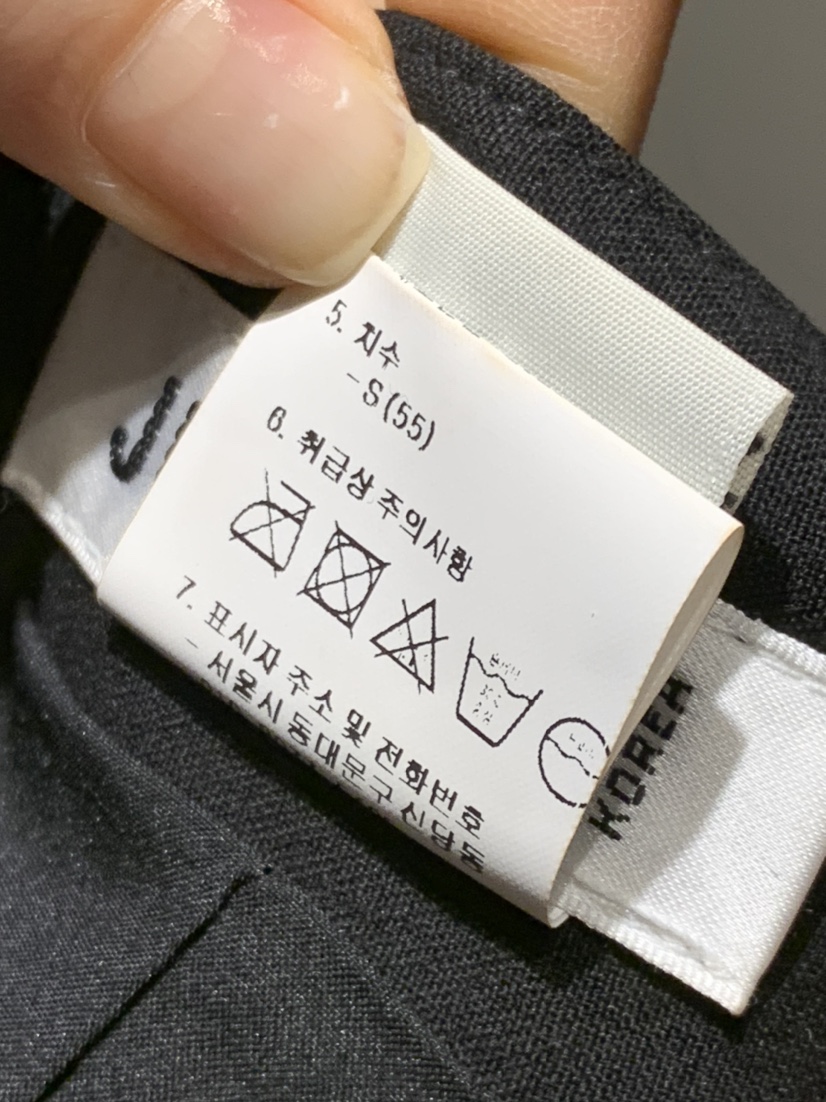 5. 지수
-S(55)
6. 취급상 주의사항
7. 표시자 주소 및 전화번호
- 서울시 동대문구 신당동
KOREA